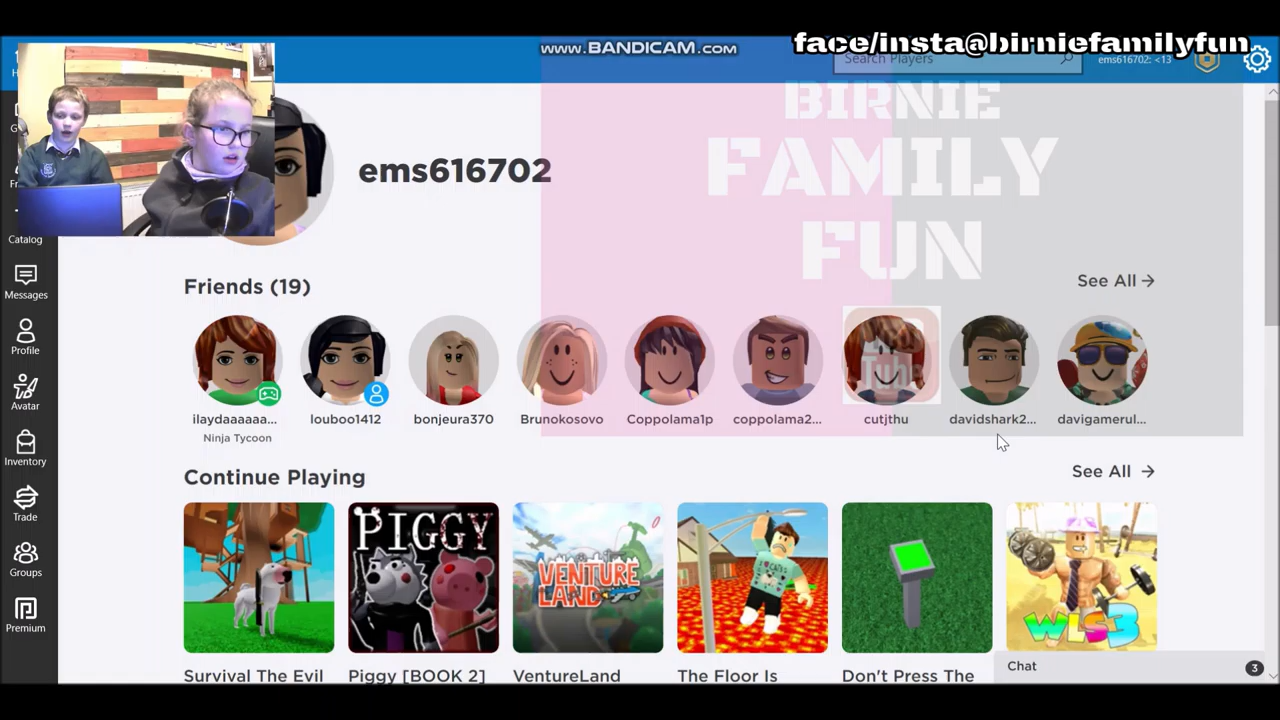 www.BANDICAM.com
face/insta@birniefamilyfun
Search Players
ems616702: <13
BIRNIE
FAMILY
FUN
ems616702
Catalog
Messages
Profile
Avatar
Inventory
Trade
Groups
Premium
Friends (19)
See All →
ilaydaaaaaa...
Ninja Tycoon
louboo1412
bonjeura370
Brunokosovo
Coppolama1p
coppolama2...
cutjthu
davidshark2...
davigamerul...
Continue Playing
See All →
PIGGY
VENTURE
LAND
WLS3
Survival The Evil
Piggy [BOOK 2]
VentureLand
The Floor Is
Don't Press The
Chat
3